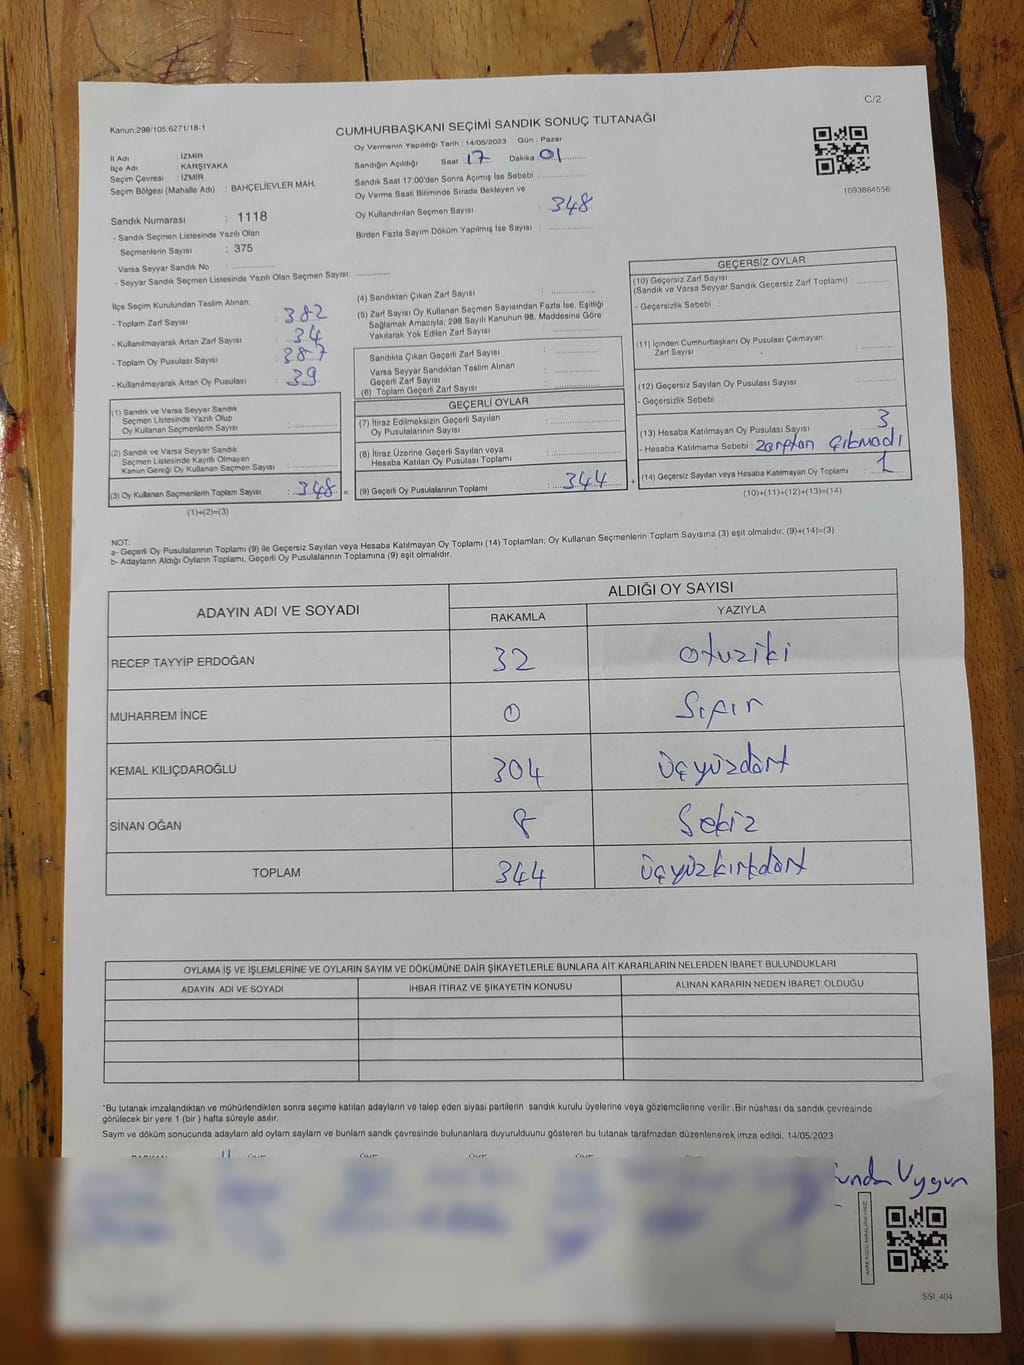 C/2
Kanun:298/105:6271/18-1
CUMHURBAŞKANI SEÇİMİ SANDIK SONUÇ TUTANAĞI
Oy Vermenin Yapıldığı Tarih : 14/05/2023 Gün : Pazar
İl Adı : İZMİR
İlçe Adı : KARŞIYAKA
Seçim Çevresi : İZMİR
Seçim Bölgesi (Mahalle Adı) : BAHÇELİEVLER MAH.
Sandığın Açıldığı Saat : 17 Dakika : 01
Sandık Saat 17:00'den Sonra Açımış İse Sebebi :
Oy Verme Saati Bitiminde Sırada Bekleyen ve
Oy Kullandırılan Seçmen Sayısı : 348
Birden Fazla Sayım Döküm Yapılmış İse Sayısı :
1093864556
Sandık Numarası : 1118
- Sandık Seçmen Listesinde Yazılı Olan
Seçmenlerin Sayısı : 375
Varsa Seyyar Sandık No :
- Seyyar Sandık Seçmen Listesinde Yazılı Olan Seçmen Sayısı:
İlçe Seçim Kurulundan Teslim Alınan;
- Toplam Zarf Sayısı : 382
- Kullanılmayarak Artan Zarf Sayısı : 34
- Toplam Oy Pusulası Sayısı : 387
- Kullanılmayarak Artan Oy Pusulası : 39
(4) Sandıktan Çıkan Zarf Sayısı :
(5) Zarf Sayısı Oy Kullanan Seçmen Sayısından Fazla İse, Eşitliği
Sağlamak Amacıyla, 298 Sayılı Kanunun 98. Maddesine Göre
Yakılarak Yok Edilen Zarf Sayısı :
Sandıkta Çıkan Geçerli Zarf Sayısı :
Varsa Seyyar Sandıktan Teslim Alınan
Geçerli Zarf Sayısı :
(6) Toplam Geçerli Zarf Sayısı :
GEÇERSİZ OYLAR
(10) Geçersiz Zarf Sayısı
(Sandık ve Varsa Seyyar Sandık Geçersiz Zarf Toplamı) :
- Geçersizlik Sebebi :
(11) İçinden Cumhurbaşkanı Oy Pusulası Çıkmayan
Zarf Sayısı :
(12) Geçersiz Sayılan Oy Pusulası Sayısı :
- Geçersizlik Sebebi :
(13) Hesaba Katılmayan Oy Pusulası Sayısı : 3
- Hesaba Katılmama Sebebi : zarftan çıkmadı
(14) Geçersiz Sayılan veya Hesaba Katılmayan Oy Toplamı : 1
(10)+(11)+(12)+(13)=(14)
(1) Sandık ve Varsa Seyyar Sandık
Seçmen Listesinde Yazılı Olup
Oy Kullanan Seçmenlerin Sayısı :
(2) Sandık ve Varsa Seyyar Sandık
Seçmen Listesinde Kayıtlı Olmayan
Kanun Gereği Oy Kullanan Seçmen Sayısı :
(3) Oy Kullanan Seçmenlerin Toplam Sayısı : 348 =
(1)+(2)=(3)
GEÇERLİ OYLAR
(7) İtiraz Edilmeksizin Geçerli Sayılan
Oy Pusulalarının Sayısı :
(8) İtiraz Üzerine Geçerli Sayılan veya
Hesaba Katılan Oy Pusulası Toplamı :
(9) Geçerli Oy Pusulalarının Toplamı : 344 +
NOT:
a- Geçerli Oy Pusulalarının Toplamı (9) ile Geçersiz Sayılan veya Hesaba Katılmayan Oy Toplamı (14) Toplamları, Oy Kullanan Seçmenlerin Toplam Sayısına (3) eşit olmalıdır. (9)+(14)=(3)
b- Adayların Aldığı Oyların Toplamı, Geçerli Oy Pusulalarının Toplamına (9) eşit olmalıdır.
ADAYIN ADI VE SOYADI
ALDIĞI OY SAYISI
RAKAMLA YAZIYLA
RECEP TAYYİP ERDOĞAN 32 otuziki
MUHARREM İNCE 0 Sıfır
KEMAL KILIÇDAROĞLU 304 üçyüzdört
SİNAN OĞAN 8 Sekiz
TOPLAM 344 üçyüzkırkdört
OYLAMA İŞ VE İŞLEMLERİNE VE OYLARIN SAYIM VE DÖKÜMÜNE DAİR ŞİKAYETLERLE BUNLARA AİT KARARLARIN NELERDEN İBARET BULUNDUKLARI
ADAYIN ADI VE SOYADI İHBAR İTİRAZ VE ŞİKAYETİN KONUSU ALINAN KARARIN NEDEN İBARET OLDUĞU
*Bu tutanak imzalandıktan ve mühürlendikten sonra seçime katılan adayların ve talep eden siyasi partilerin sandık kurulu üyelerine veya gözlemcilerine verilir .Bir nüshası da sandık çevresinde
görülecek bir yere 1 (bir ) hafta süreyle asılır.
Saym ve döküm sonucunda adaylarn ald oylarn saylarn ve bunlarn sandk çevresinde bulunanlara duyurulduunu gösteren bu tutanak tarafmzdan düzenlenerek imza edildi. 14/05/2023
Uygun
SSI_404